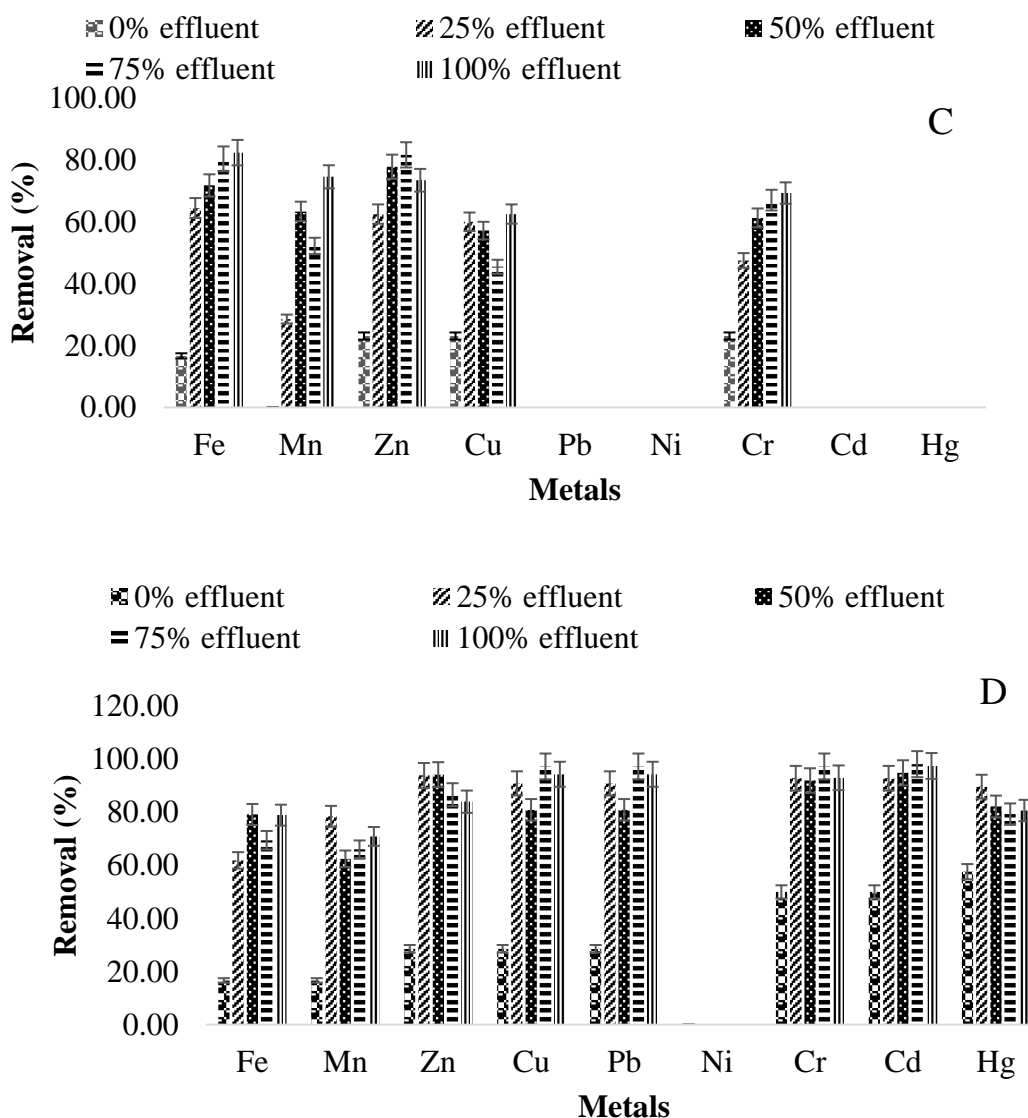 0% effluent 25% effluent 50% effluent
75% effluent 100% effluent
C
Removal (%)
100.00
80.00
60.00
40.00
20.00
0.00
Fe Mn Zn Cu Pb Ni Cr Cd Hg
Metals
0% effluent 25% effluent 50% effluent
75% effluent 100% effluent
D
Removal (%)
120.00
100.00
80.00
60.00
40.00
20.00
0.00
Fe Mn Zn Cu Pb Ni Cr Cd Hg
Metals